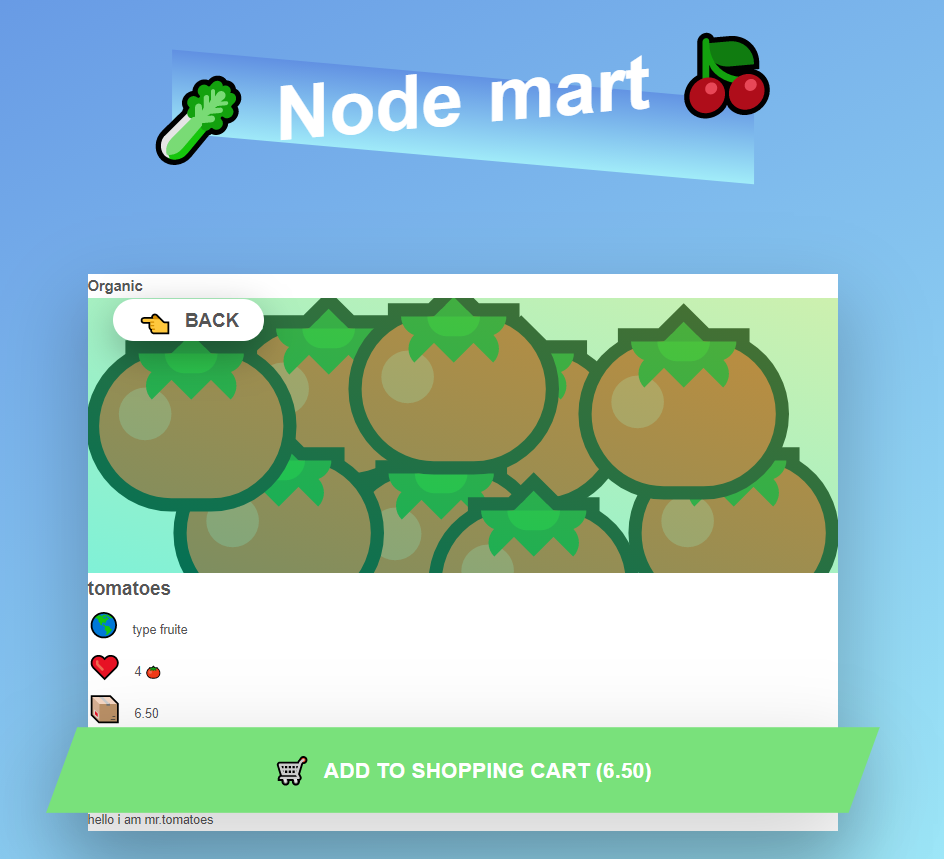 Node mart
Organic
BACK
tomatoes
type fruite
4
6.50
ADD TO SHOPPING CART (6.50)
hello i am mr.tomatoes